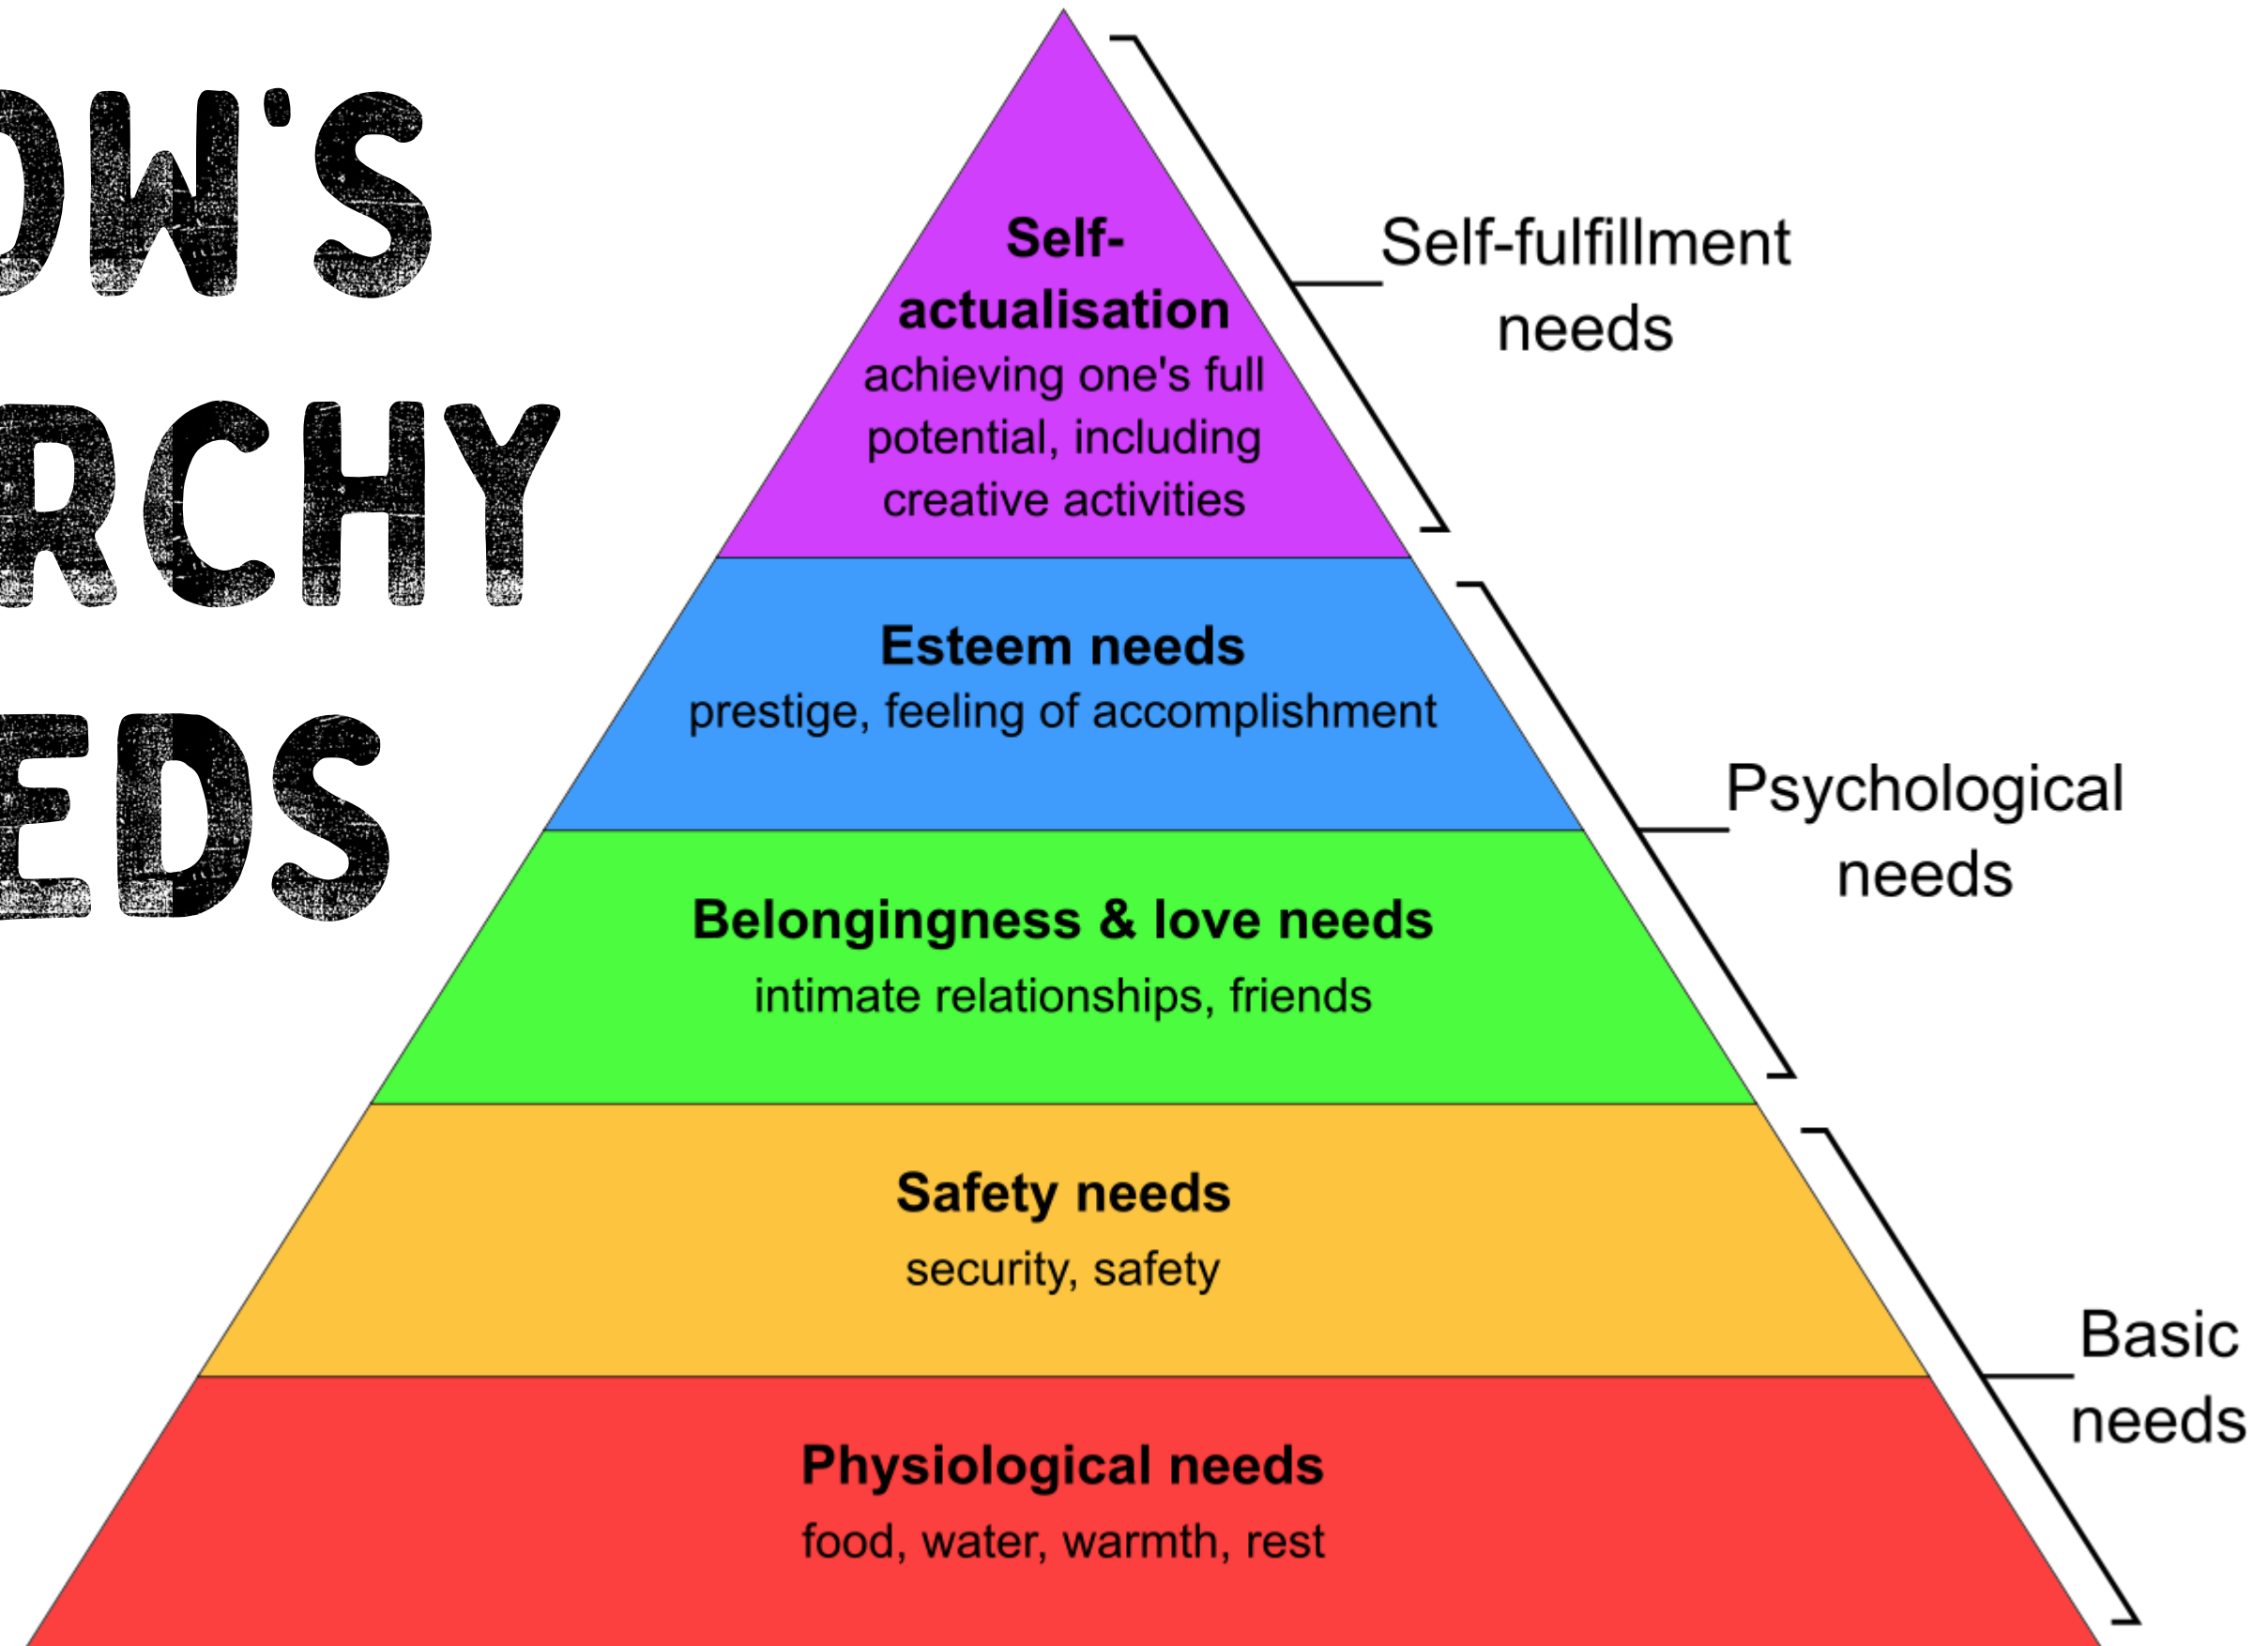 OW'S
RCHY
EDS
Self-
actualisation
achieving one's full
potential, including
creative activities
Esteem needs
prestige, feeling of accomplishment
Belongingness & love needs
intimate relationships, friends
Safety needs
security, safety
Physiological needs
food, water, warmth, rest
Self-fulfillment
needs
Psychological
needs
Basic
needs